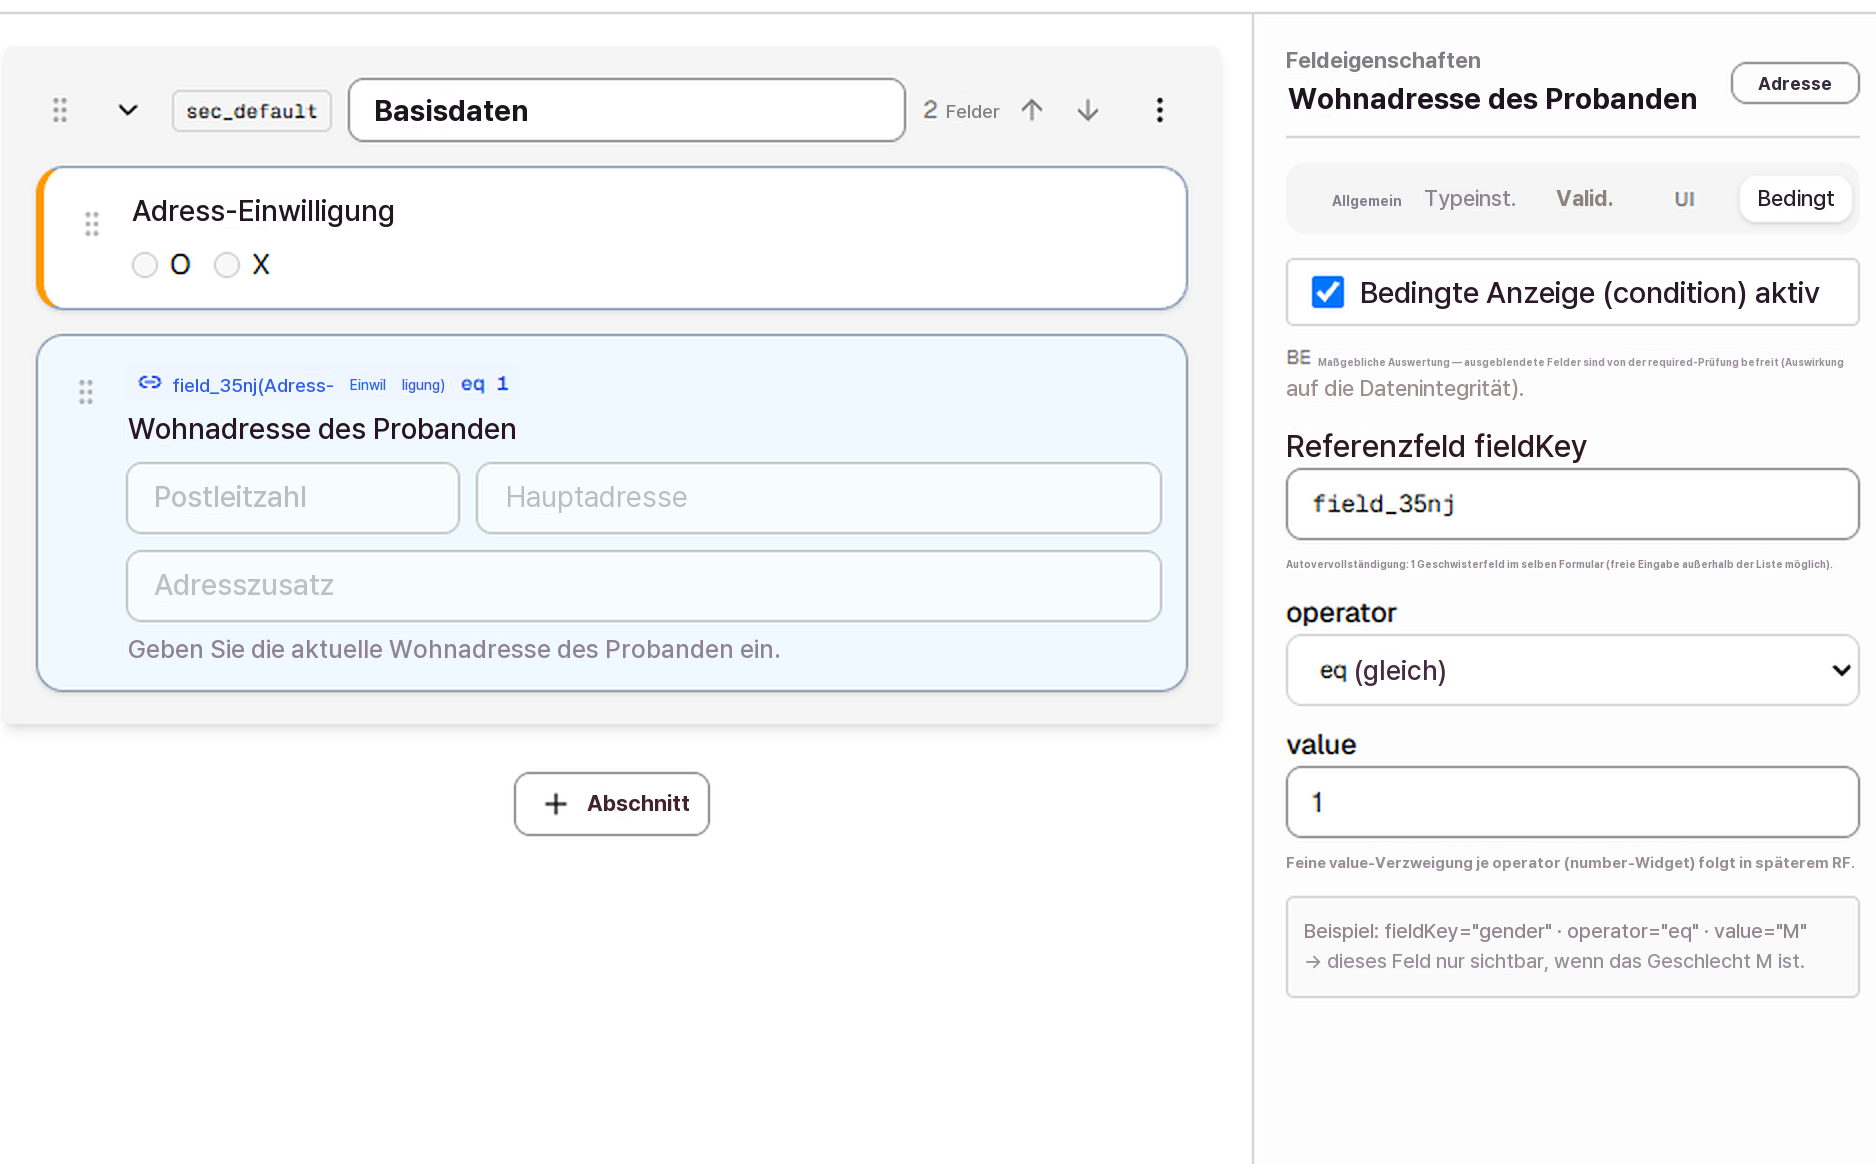 sec_default
Basisdaten
2 Felder
Adress-Einwilligung
O X
field_35nj(Adress- Einwil ligung) eq 1
Wohnadresse des Probanden
Postleitzahl
Hauptadresse
Adresszusatz
Geben Sie die aktuelle Wohnadresse des Probanden ein.
+ Abschnitt
Feldeigenschaften
Wohnadresse des Probanden
Adresse
Allgemein Typeinst. Valid. UI Bedingt
Bedingte Anzeige (condition) aktiv
BE Maßgebliche Auswertung — ausgeblendete Felder sind von der required-Prüfung befreit (Auswirkung
auf die Datenintegrität).
Referenzfeld fieldKey
field_35nj
Autovervollständigung: 1 Geschwisterfeld im selben Formular (freie Eingabe außerhalb der Liste möglich).
operator
eq (gleich)
value
1
Feine value-Verzweigung je operator (number-Widget) folgt in späterem RF.
Beispiel: fieldKey="gender" · operator="eq" · value="M"
→ dieses Feld nur sichtbar, wenn das Geschlecht M ist.